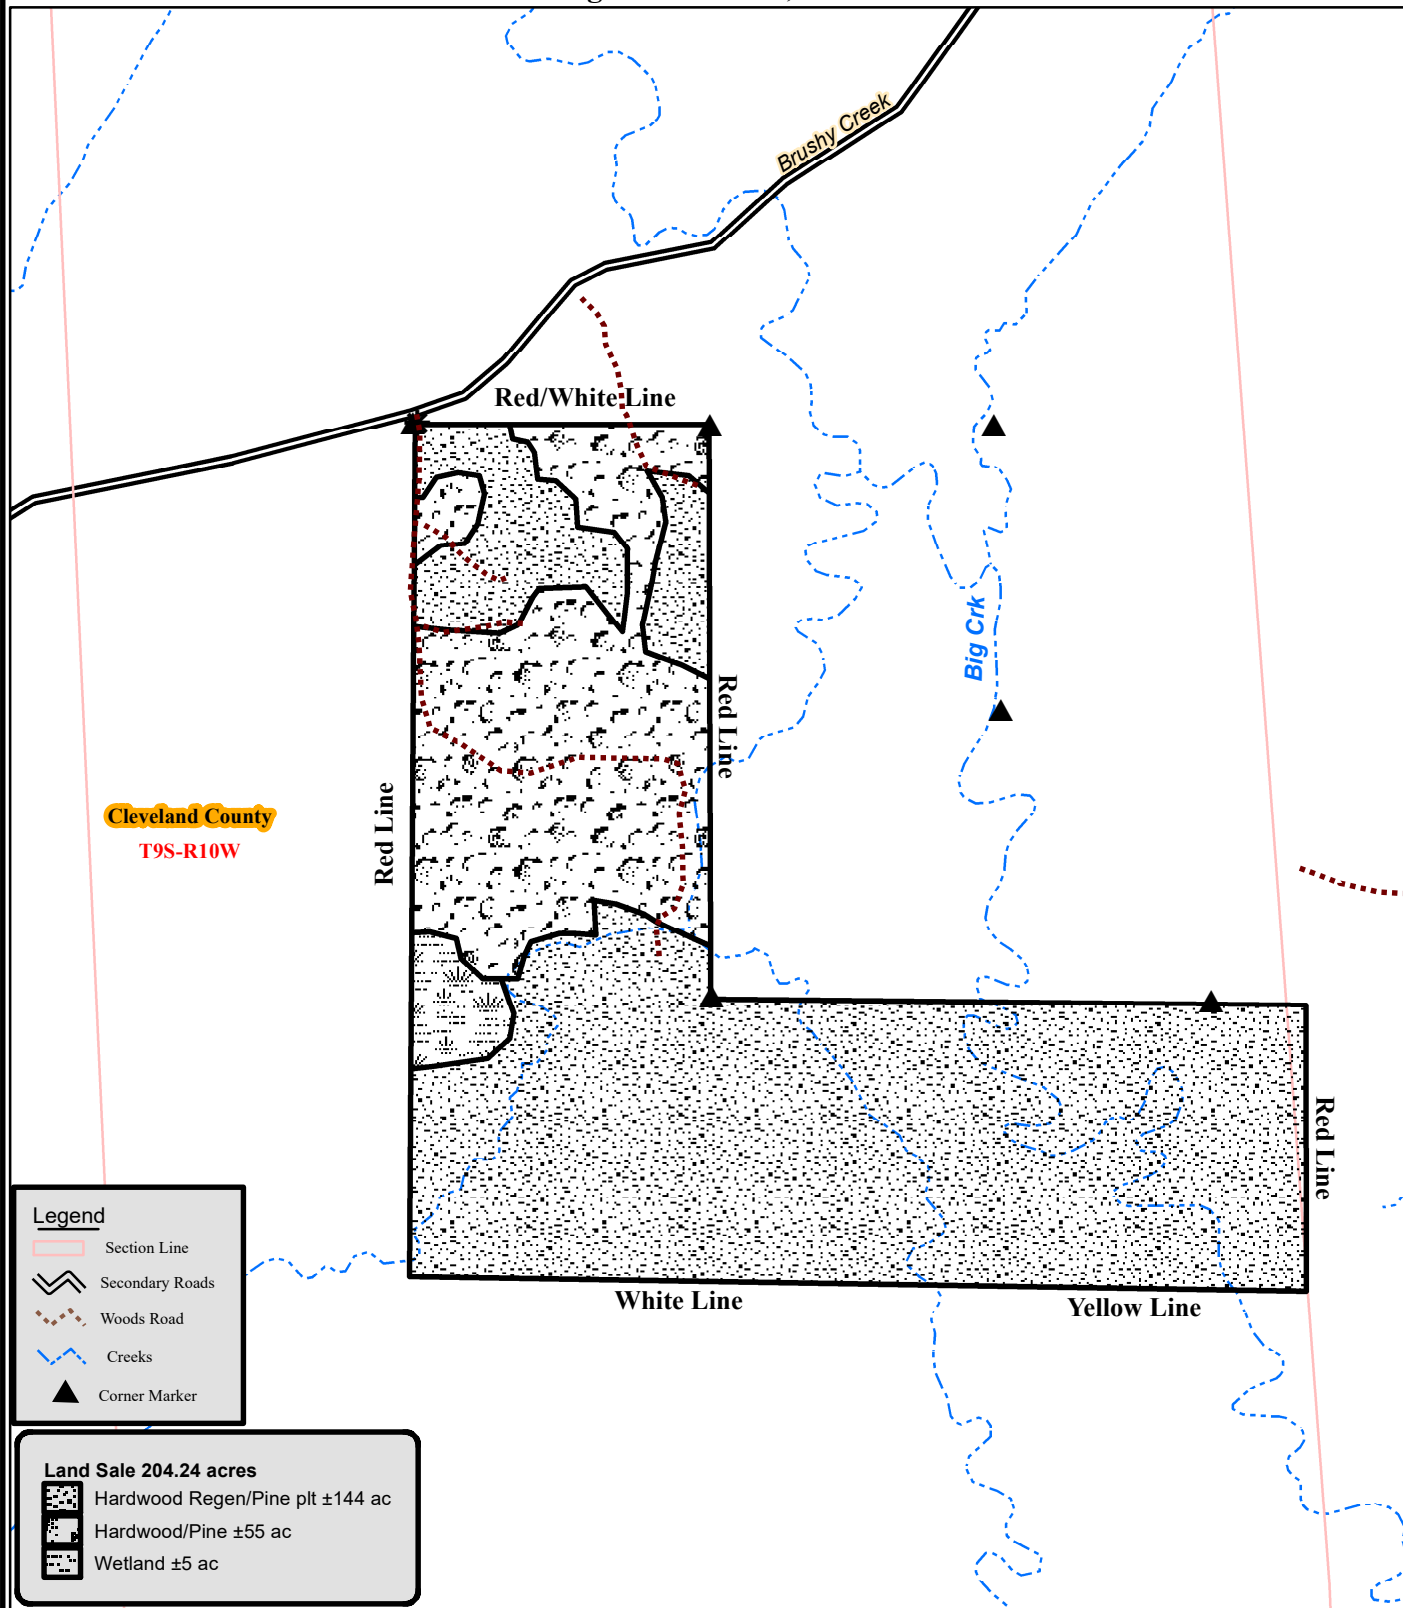 Brushy Creek
Red/White Line
Big Crk
Red Line
Red Line
Cleveland County
T9S-R10W
Red Line
White Line
Yellow Line
Legend
Section Line
Secondary Roads
Woods Road
Creeks
Corner Marker
Land Sale 204.24 acres
Hardwood Regen/Pine plt ±144 ac
Hardwood/Pine ±55 ac
Wetland ±5 ac